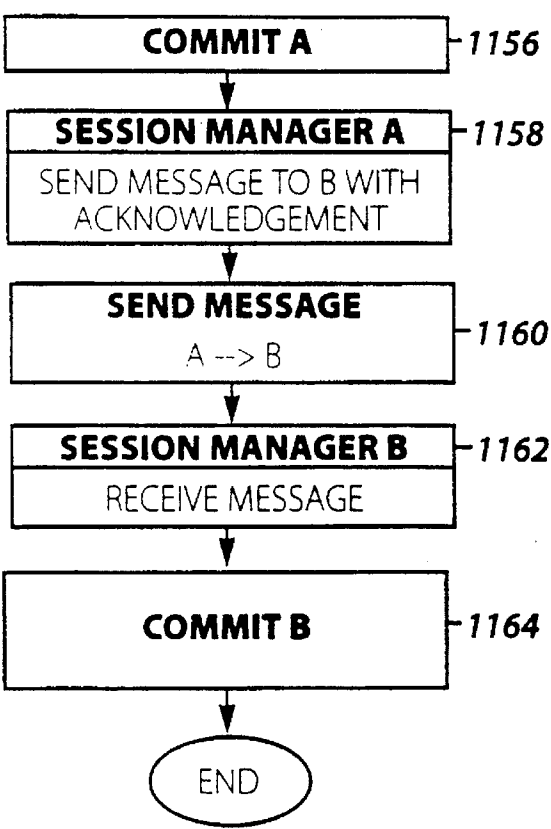 COMMIT A
1156
SESSION MANAGER A
1158
SEND MESSAGE TO B WITH
ACKNOWLEDGEMENT
SEND MESSAGE
A --> B
1160
SESSION MANAGER B
1162
RECEIVE MESSAGE
COMMIT B
1164
END